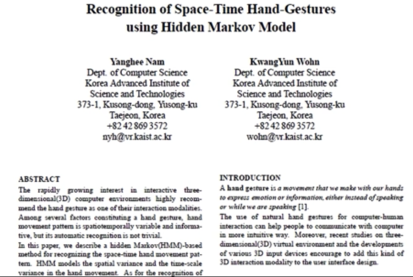 Recognition of Space-Time Hand-Gestures
using Hidden Markov Model
Yanghee Nam
Dept. of Computer Science
Korea Advanced Institute of
Science and Technologies
373-1, Kusong-dong, Yusong-ku
Taejeon, Korea
+82 42 869 3572
nyh@vr.kaist.ac.kr
KwangYun Wohn
Dept. of Computer Science
Korea Advanced Institute of
Science and Technologies
373-1, Kusong-dong, Yusong-ku
Taejeon, Korea
+82 42 869 3572
wohn@vr.kaist.ac.kr
ABSTRACT
The rapidly growing interest in interactive three-
dimensional(3D) computer environments highly recom-
mend the hand gesture as one of their interaction modalities.
Among several factors constituting a hand gesture, hand
movement pattern is spatiotemporally variable and informa-
tive, but its automatic recognition is not trivial.
In this paper, we describe a hidden Markov(HMM)-based
method for recognizing the space-time hand movement pat-
tern. HMM models the spatial variance and the time-scale
variance in the hand movement. As for the recognition of
INTRODUCTION
A hand gesture is a movement that we make with our hands
to express emotion or information, either instead of speaking
or while we are speaking [1].
The use of natural hand gestures for computer-human
interaction can help people to communicate with computer
in more intuitive way. Moreover, recent studies on three-
dimensional(3D) virtual environment and the developments
of various 3D input devices encourage to add this kind of
3D interaction modality to the user interface design.